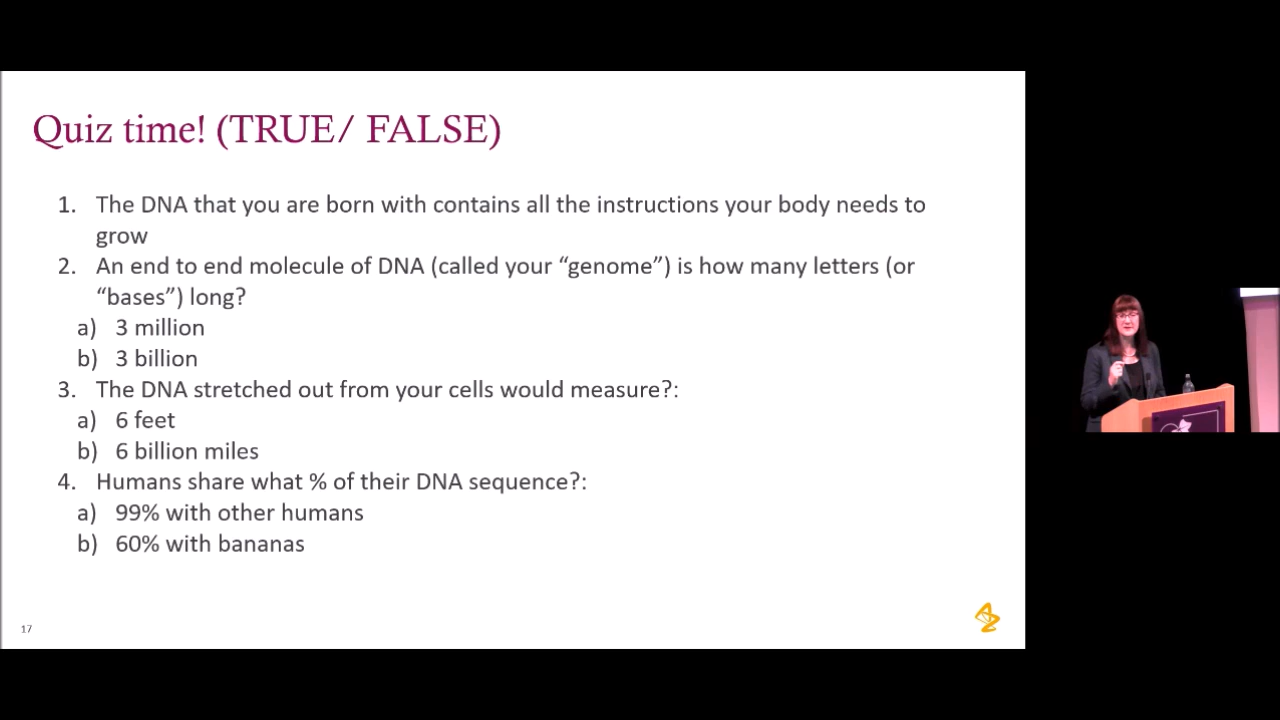 Quiz time! (TRUE/ FALSE)
1. The DNA that you are born with contains all the instructions your body needs to
grow
2. An end to end molecule of DNA (called your “genome”) is how many letters (or
“bases”) long?
a) 3 million
b) 3 billion
3. The DNA stretched out from your cells would measure?:
a) 6 feet
b) 6 billion miles
4. Humans share what % of their DNA sequence?:
a) 99% with other humans
b) 60% with bananas
17